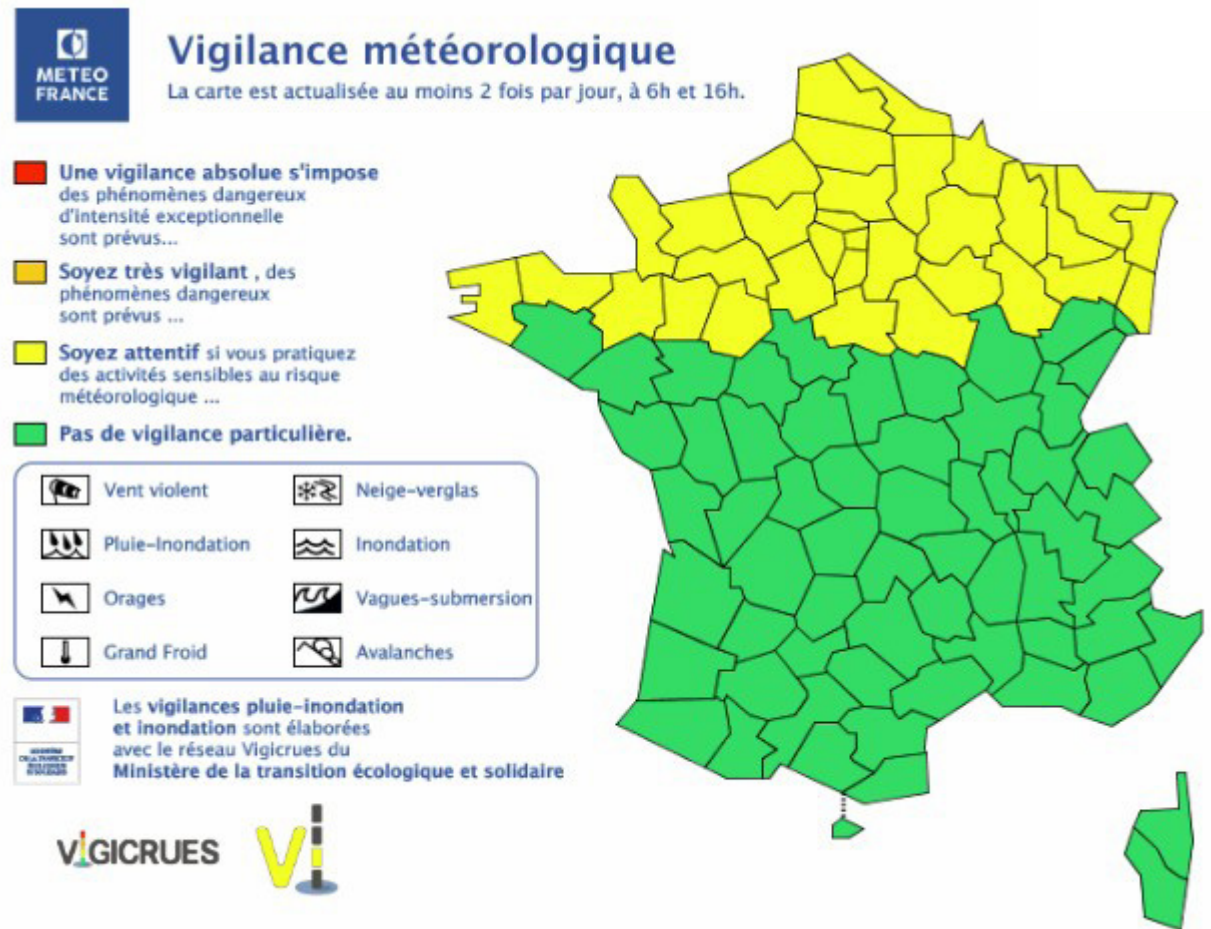 METEO
FRANCE
Vigilance météorologique
La carte est actualisée au moins 2 fois par jour, à 6h et 16h.
Une vigilance absolue s'impose
des phénomènes dangereux
d'intensité exceptionnelle
sont prévus...
Soyez très vigilant , des
phénomènes dangereux
sont prévus ...
Soyez attentif si vous pratiquez
des activités sensibles au risque
météorologique ...
Pas de vigilance particulière.
Vent violent
Neige-verglas
Pluie-Inondation
Inondation
Orages
Vagues-submersion
Grand Froid
Avalanches
Les vigilances pluie-inondation
et inondation sont élaborées
avec le réseau Vigicrues du
Ministère de la transition écologique et solidaire
VIGICRUES
Vi